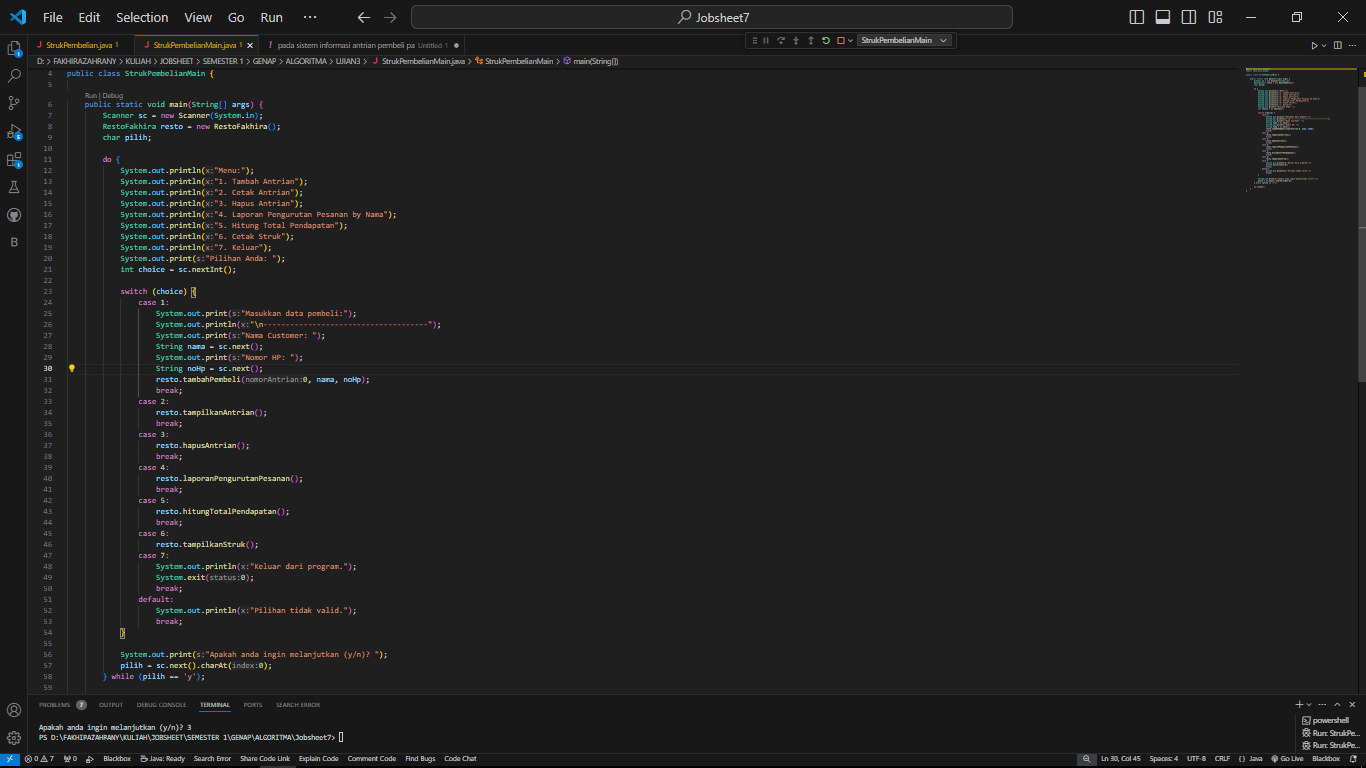 File Edit Selection View Go Run ··· Jobsheet7
StrukPembelian.java 1 StrukPembelianMain.java 1 pada sistem informasi antrian pembeli pa Untitled-1 StrukPembelianMain
D: > FAKHIRAZAHRANY > KULIAH > JOBSHEET > SEMESTER 1 > GENAP > ALGORITMA > UJIAN3 > StrukPembelianMain.java > StrukPembelianMain > main(String[])
4 public class StrukPembelianMain {
5
Run | Debug
6 public static void main(String[] args) {
7 Scanner sc = new Scanner(System.in);
8 RestoFakhira resto = new RestoFakhira();
9 char pilih;
10
11 do {
12 System.out.println(x:"Menu:");
13 System.out.println(x:"1. Tambah Antrian");
14 System.out.println(x:"2. Cetak Antrian");
15 System.out.println(x:"3. Hapus Antrian");
16 System.out.println(x:"4. Laporan Pengurutan Pesanan by Nama");
17 System.out.println(x:"5. Hitung Total Pendapatan");
18 System.out.println(x:"6. Cetak Struk");
19 System.out.println(x:"7. Keluar");
20 System.out.print(s:"Pilihan Anda: ");
21 int choice = sc.nextInt();
22
23 switch (choice) {
24 case 1:
25 System.out.print(s:"Masukkan data pembeli:");
26 System.out.println(x:"\n-------------------------------------");
27 System.out.print(s:"Nama Customer: ");
28 String nama = sc.next();
29 System.out.print(s:"Nomor HP: ");
30 String noHp = sc.next();
31 resto.tambahPembeli(nomorAntrian:0, nama, noHp);
32 break;
33 case 2:
34 resto.tampilkanAntrian();
35 break;
36 case 3:
37 resto.hapusAntrian();
38 break;
39 case 4:
40 resto.laporanPengurutanPesanan();
41 break;
42 case 5:
43 resto.hitungTotalPendapatan();
44 break;
45 case 6:
46 resto.tampilkanStruk();
47 case 7:
48 System.out.println(x:"Keluar dari program.");
49 System.exit(status:0);
50 break;
51 default:
52 System.out.println(x:"Pilihan tidak valid.");
53 break;
54 }
55
56 System.out.print(s:"Apakah anda ingin melanjutkan (y/n)? ");
57 pilih = sc.next().charAt(index:0);
58 } while (pilih == 'y');
59
PROBLEMS 7 OUTPUT DEBUG CONSOLE TERMINAL PORTS SEARCH ERROR
Apakah anda ingin melanjutkan (y/n)? 3
PS D:\FAKHIRAZAHRANY\KULIAH\JOBSHEET\SEMESTER 1\GENAP\ALGORITMA\Jobsheet7>
powershell
Run: StrukPe...
Run: StrukPe...
0 7 0 Blackbox Java: Ready Search Error Share Code Link Explain Code Comment Code Find Bugs Code Chat Ln 30, Col 45 Spaces: 4 UTF-8 CRLF {} Java Go Live Blackbox